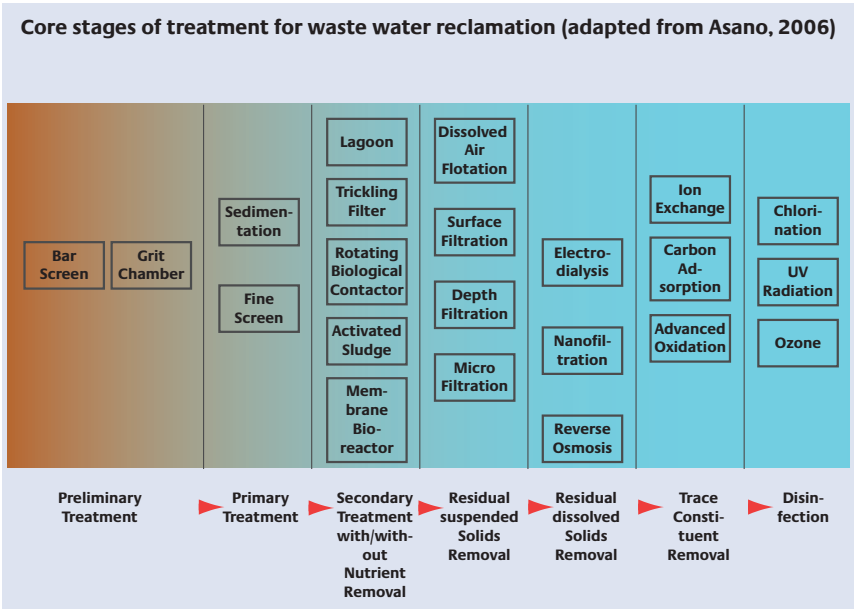 Core stages of treatment for waste water reclamation (adapted from Asano, 2006)
Bar
Screen
Grit
Chamber
Sedimen-
tation
Fine
Screen
Lagoon
Trickling
Filter
Rotating
Biological
Contactor
Activated
Sludge
Mem-
brane
Bio-
reactor
Dissolved
Air
Flotation
Surface
Filtration
Depth
Filtration
Micro
Filtration
Electro-
dialysis
Nanofil-
tration
Reverse
Osmosis
Ion
Exchange
Carbon
Ad-
sorption
Advanced
Oxidation
Chlori-
nation
UV
Radiation
Ozone
Preliminary
Treatment
Primary
Treatment
Secondary
Treatment
with/with-
out
Nutrient
Removal
Residual
suspended
Solids
Removal
Residual
dissolved
Solids
Removal
Trace
Consti-
tuent
Removal
Disin-
fection